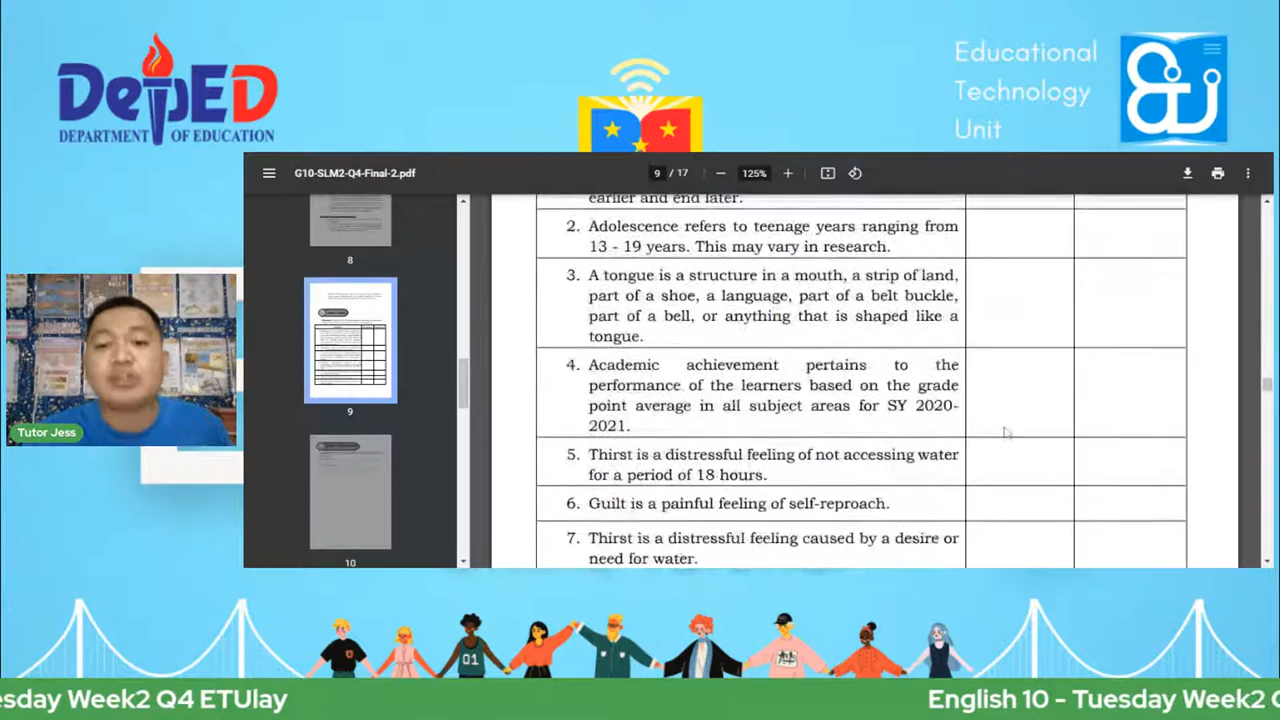 DepED
DEPARTMENT OF EDUCATION
Educational
Technology
Unit
G10-SLM2-Q4-Final-2.pdf
9 / 17
125%
earlier and end later.
2. Adolescence refers to teenage years ranging from
13 - 19 years. This may vary in research.
3. A tongue is a structure in a mouth, a strip of land,
part of a shoe, a language, part of a belt buckle,
part of a bell, or anything that is shaped like a
tongue.
4. Academic achievement pertains to the
performance of the learners based on the grade
point average in all subject areas for SY 2020-
2021.
5. Thirst is a distressful feeling of not accessing water
for a period of 18 hours.
6. Guilt is a painful feeling of self-reproach.
7. Thirst is a distressful feeling caused by a desire or
need for water.
8
9
10
Tutor Jess
01
esday Week2 Q4 ETUlay
English 10 - Tuesday Week2 Q